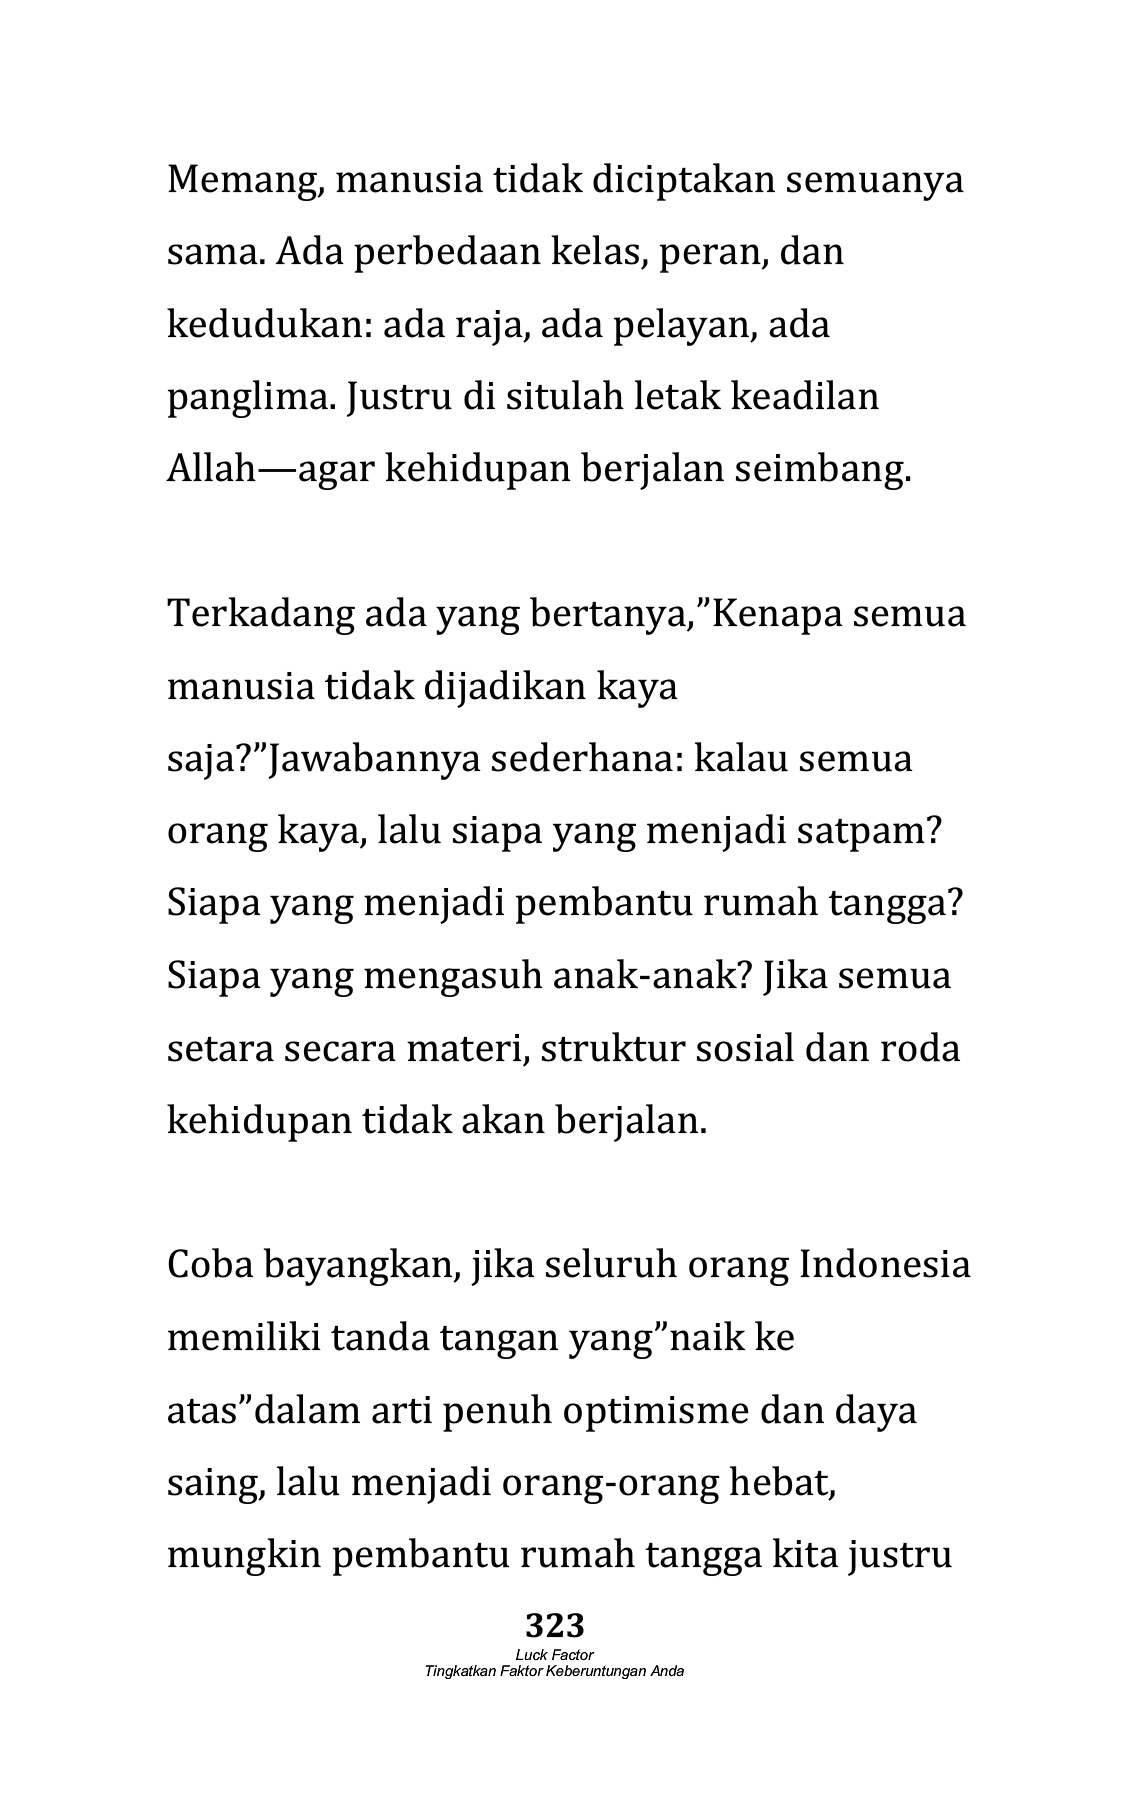 Memang, manusia tidak diciptakan semuanya
sama. Ada perbedaan kelas, peran, dan
kedudukan: ada raja, ada pelayan, ada
panglima. Justru di situlah letak keadilan
Allah—agar kehidupan berjalan seimbang.
Terkadang ada yang bertanya,”Kenapa semua
manusia tidak dijadikan kaya
saja?”Jawabannya sederhana: kalau semua
orang kaya, lalu siapa yang menjadi satpam?
Siapa yang menjadi pembantu rumah tangga?
Siapa yang mengasuh anak-anak? Jika semua
setara secara materi, struktur sosial dan roda
kehidupan tidak akan berjalan.
Coba bayangkan, jika seluruh orang Indonesia
memiliki tanda tangan yang”naik ke
atas”dalam arti penuh optimisme dan daya
saing, lalu menjadi orang-orang hebat,
mungkin pembantu rumah tangga kita justru
323
Luck Factor
Tingkatkan Faktor Keberuntungan Anda